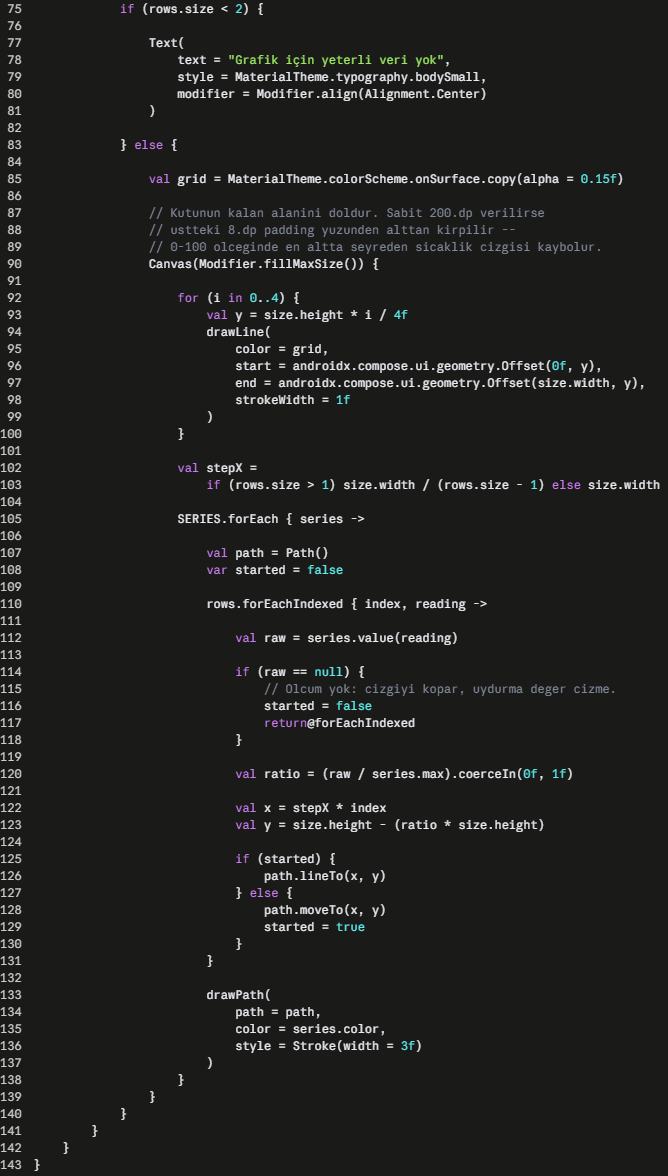 75             if (rows.size < 2) {
76
77                 Text(
78                     text = "Grafik için yeterli veri yok",
79                     style = MaterialTheme.typography.bodySmall,
80                     modifier = Modifier.align(Alignment.Center)
81                 )
82
83             } else {
84
85                 val grid = MaterialTheme.colorScheme.onSurface.copy(alpha = 0.15f)
86
87                 // Kutunun kalan alanini doldur. Sabit 200.dp verilirse
88                 // ustteki 8.dp padding yuzunden alttan kirpilir --
89                 // 0-100 olceginde en altta seyreden sicaklik cizgisi kaybolur.
90                 Canvas(Modifier.fillMaxSize()) {
91
92                     for (i in 0..4) {
93                         val y = size.height * i / 4f
94                         drawLine(
95                             color = grid,
96                             start = androidx.compose.ui.geometry.Offset(0f, y),
97                             end = androidx.compose.ui.geometry.Offset(size.width, y),
98                             strokeWidth = 1f
99                         )
100                     }
101
102                     val stepX =
103                         if (rows.size > 1) size.width / (rows.size - 1) else size.width
104
105                     SERIES.forEach { series ->
106
107                         val path = Path()
108                         var started = false
109
110                         rows.forEachIndexed { index, reading ->
111
112                             val raw = series.value(reading)
113
114                             if (raw == null) {
115                                 // Olcum yok: cizgiyi kopar, uydurma deger cizme.
116                                 started = false
117                                 return@forEachIndexed
118                             }
119
120                             val ratio = (raw / series.max).coerceIn(0f, 1f)
121
122                             val x = stepX * index
123                             val y = size.height - (ratio * size.height)
124
125                             if (started) {
126                                 path.lineTo(x, y)
127                             } else {
128                                 path.moveTo(x, y)
129                                 started = true
130                             }
131                         }
132
133                         drawPath(
134                             path = path,
135                             color = series.color,
136                             style = Stroke(width = 3f)
137                         )
138                     }
139                 }
140             }
141         }
142     }
143 }